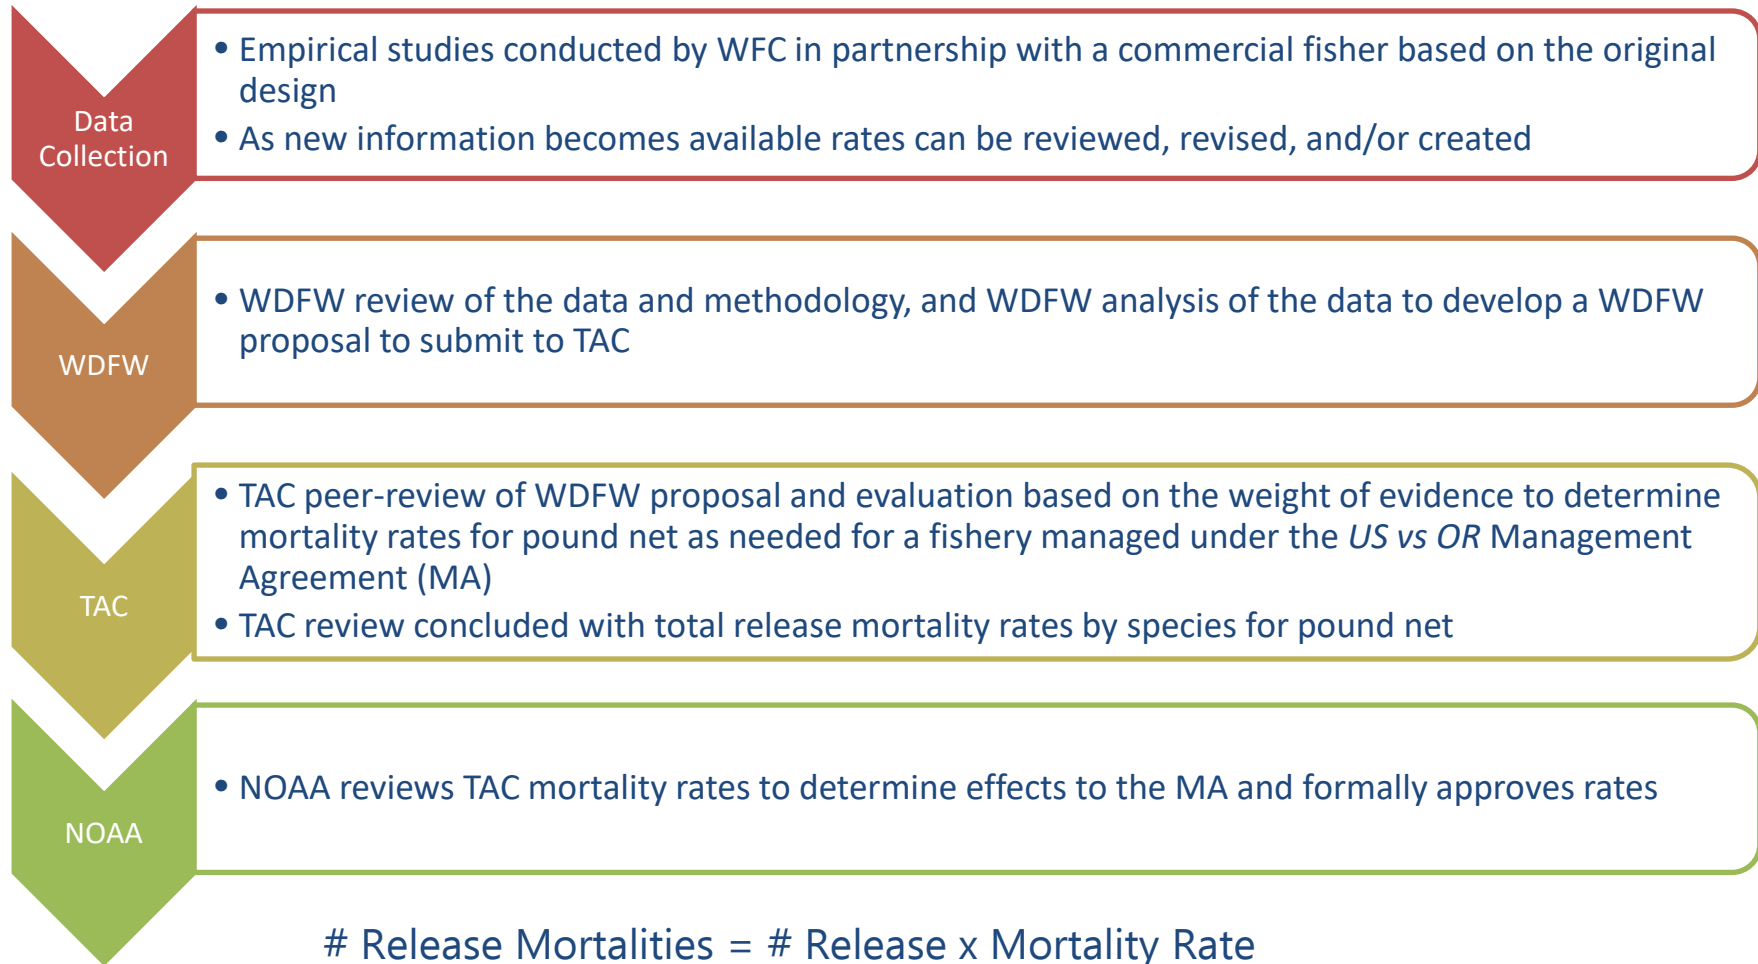 Data
Collection
• Empirical studies conducted by WFC in partnership with a commercial fisher based on the original
design
• As new information becomes available rates can be reviewed, revised, and/or created
WDFW
• WDFW review of the data and methodology, and WDFW analysis of the data to develop a WDFW
proposal to submit to TAC
TAC
• TAC peer-review of WDFW proposal and evaluation based on the weight of evidence to determine
mortality rates for pound net as needed for a fishery managed under the US vs OR Management
Agreement (MA)
• TAC review concluded with total release mortality rates by species for pound net
NOAA
• NOAA reviews TAC mortality rates to determine effects to the MA and formally approves rates
# Release Mortalities = # Release x Mortality Rate